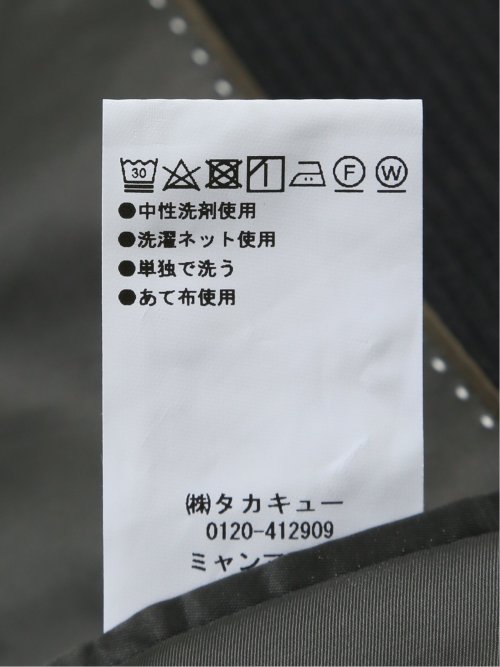 30 F W
●中性洗剤使用
●洗濯ネット使用
●単独で洗う
●あて布使用
㈱タカキュー
0120-412909
ミャンマ